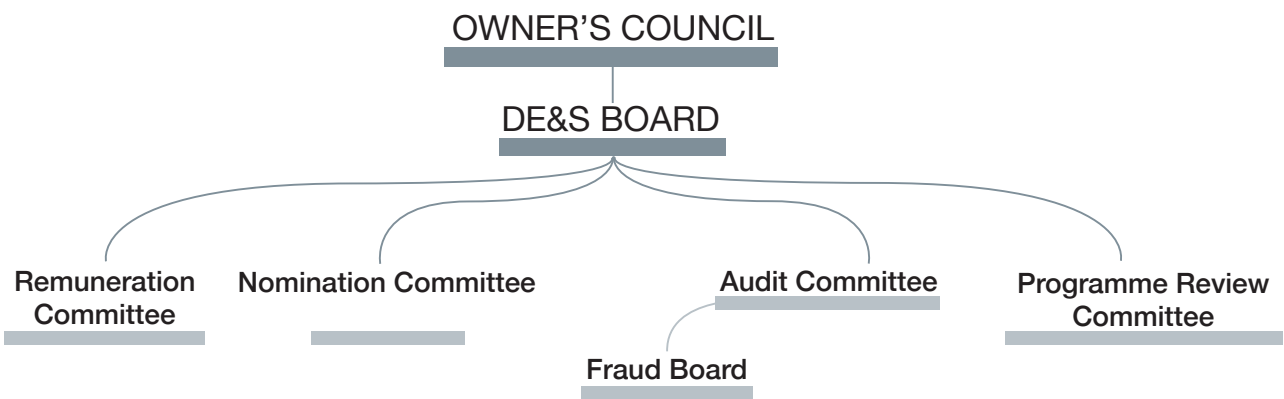 OWNER’S COUNCIL
DE&S BOARD
Remuneration
Committee
Nomination Committee
Audit Committee
Programme Review
Committee
Fraud Board